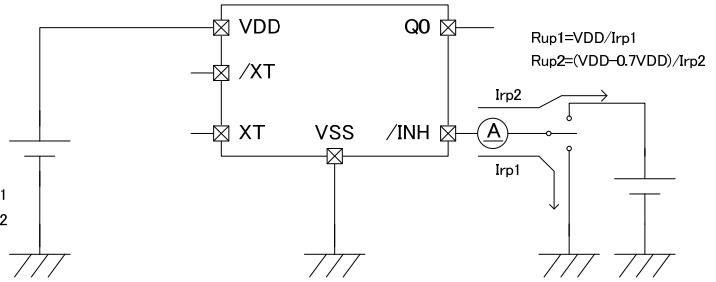 VDD
Q0
Rup1=VDD/Irp1
Rup2=(VDD-0.7VDD)/Irp2
/XT
Irp2
XT
VSS
/INH
A
Irp1
1
2